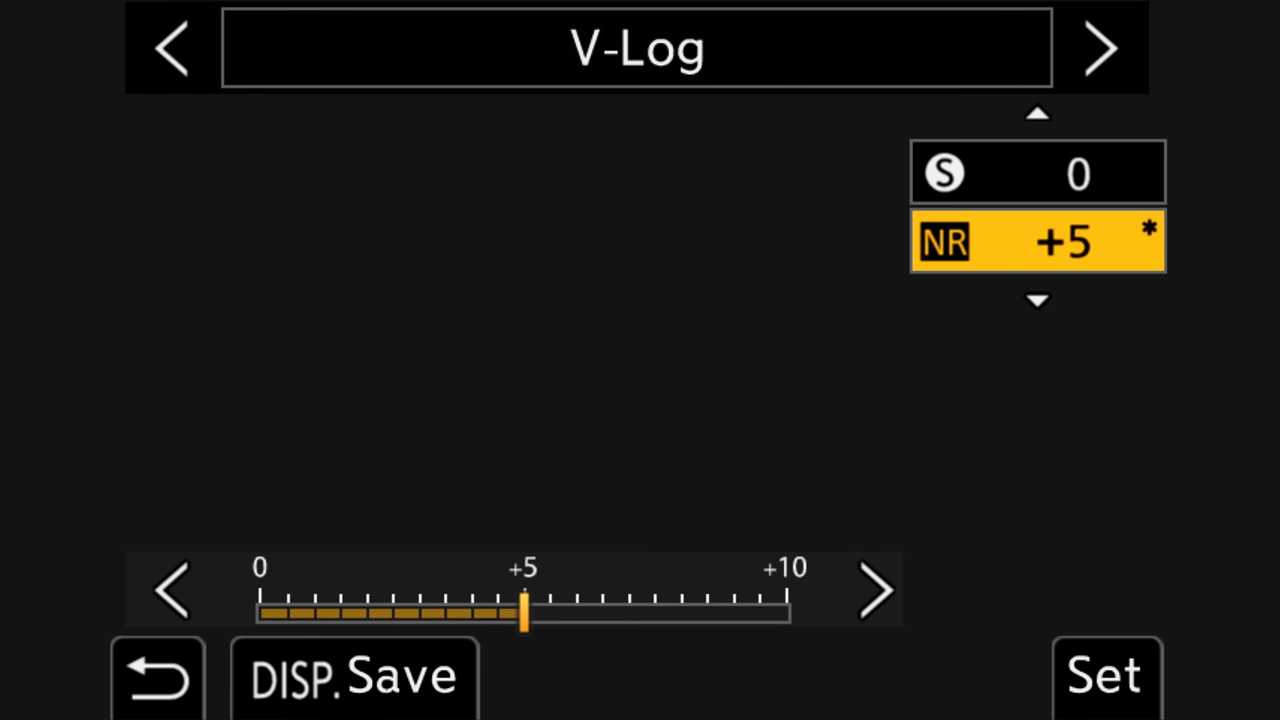 V-Log
S 0
NR +5 *
0 +5 +10
DISP. Save
Set